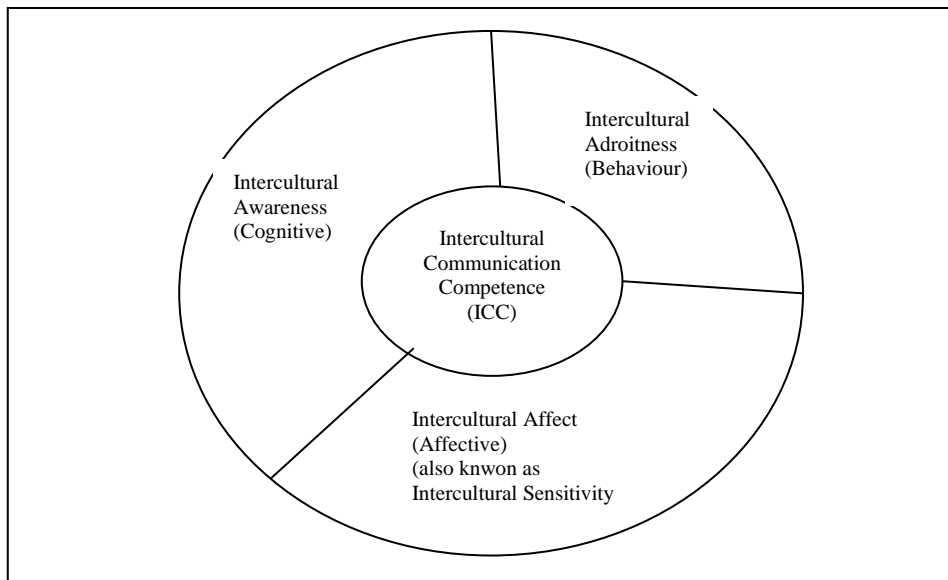 Intercultural
Adroitness
(Behaviour)
Intercultural
Awareness
(Cognitive)
Intercultural
Communication
Competence
(ICC)
Intercultural Affect
(Affective)
(also knwon as
Intercultural Sensitivity